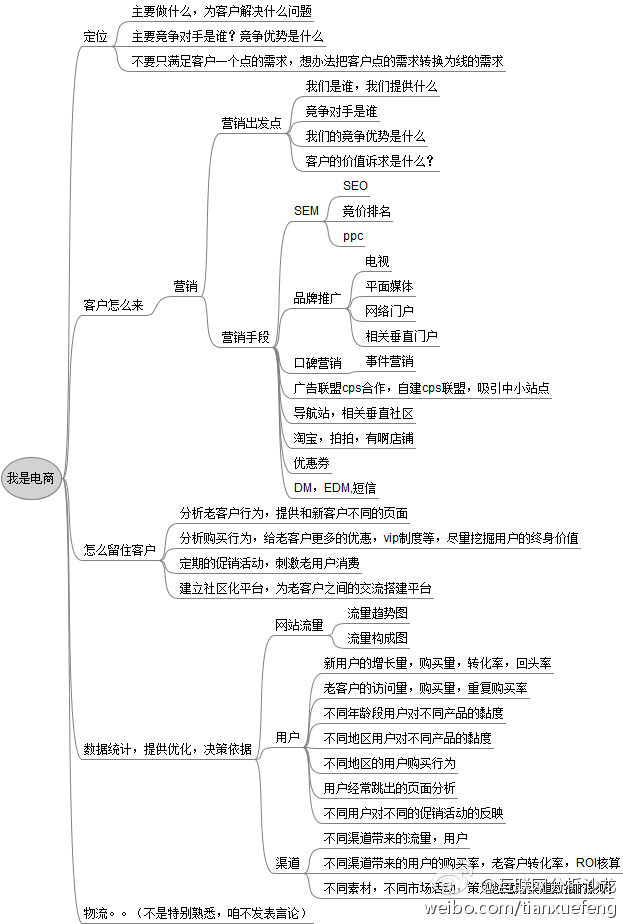 主要做什么，为客户解决什么问题
定位
主要竞争对手是谁？竞争优势是什么
不要只满足客户一个点的需求，想办法把客户点的需求转换为线的需求
我们是谁，我们提供什么
营销出发点
竞争对手是谁
我们的竞争优势是什么
客户的价值诉求是什么？
SEO
SEM
竟价排名
ppc
电视
营销
品牌推广
平面媒体
客户怎么来
网络门户
营销手段
相关垂直门户
口碑营销
事件营销
广告联盟cps合作，自建cps联盟，吸引中小站点
导航站，相关垂直社区
淘宝，拍拍，有啊店铺
优惠券
我是电商
DM，EDM,短信
分析老客户行为，提供和新客户不同的页面
怎么留住客户
分析购买行为，给老客户更多的优惠，vip制度等，尽量挖掘用户的终身价值
定期的促销活动，刺激老用户消费
建立社区化平台，为老客户之间的交流搭建平台
流量趋势图
网站流量
流量构成图
新用户的增长量，购买量，转化率，回头率
老客户的访问量，购买量，重复购买率
不同年龄段用户对不同产品的黏度
用户
不同地区用户对不同产品的黏度
数据统计，提供优化，决策依据
不同地区的用户购买行为
用户经常跳出的页面分析
不同用户对不同的促销活动的反映
不同渠道带来的流量，用户
渠道
不同渠道带来的用户的购买率，老客户转化率，ROI核算
不同素材，不同市场活动，策
物流。。（不是特别熟悉，咱不发表言论）
@互联网分析沙龙
weibo.com/tianxuefeng